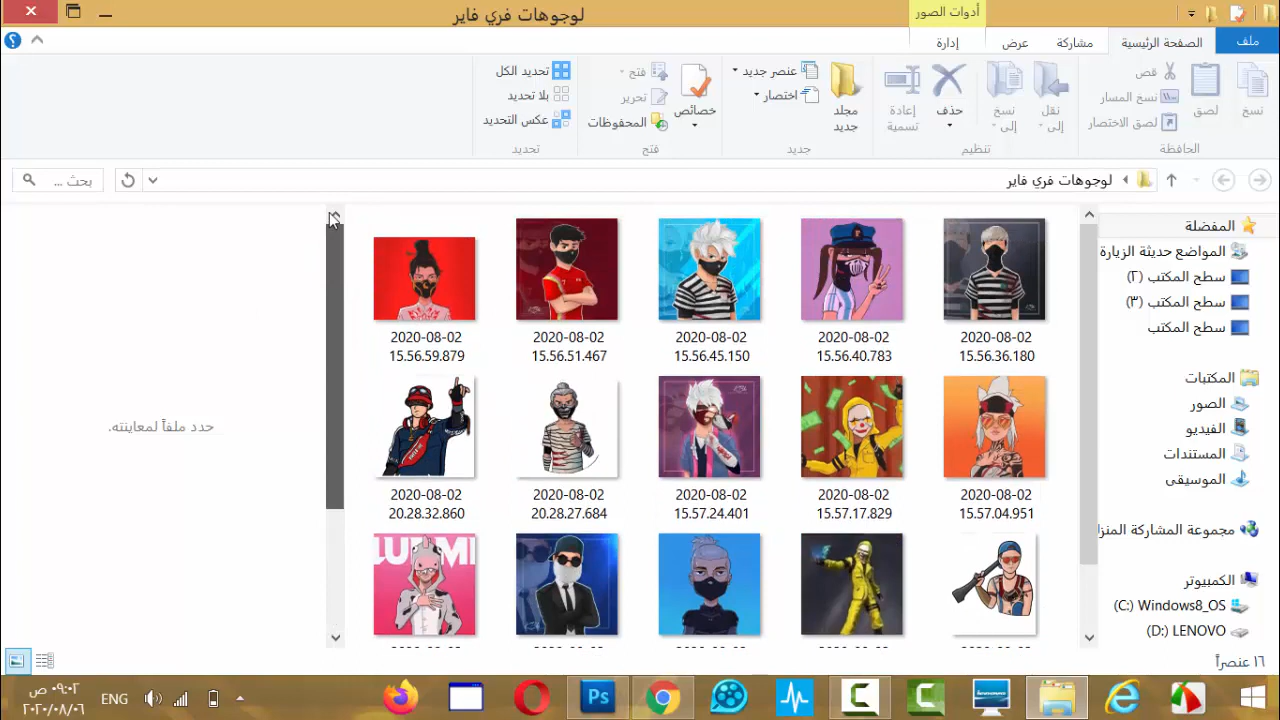 لوجوهات فري فاير
أدوات الصور
ملف
الصفحة الرئيسية
مشاركة
عرض
إدارة
نسخ
لصق
قص
نسخ المسار
لصق الاختصار
الحافظة
نقل
إلى
نسخ
إلى
حذف
إعادة
تسمية
تنظيم
مجلد
جديد
عنصر جديد
اختصار
جديد
خصائص
فتح
تحرير
المحفوظات
فتح
تحديد الكل
بلا تحديد
عكس التحديد
تحديد
لوجوهات فري فاير
بحث ...
المفضلة
المواضع حديثة الزيارة
سطح المكتب (٢)
سطح المكتب (٣)
سطح المكتب
المكتبات
الصور
الفيديو
المستندات
الموسيقى
مجموعة المشاركة المنزا
الكمبيوتر
Windows8_OS (C:)
LENOVO (D:)
2020-08-02
15.56.36.180
2020-08-02
15.56.40.783
2020-08-02
15.56.45.150
2020-08-02
15.56.51.467
2020-08-02
15.56.59.879
2020-08-02
15.57.04.951
2020-08-02
15.57.17.829
2020-08-02
15.57.24.401
2020-08-02
20.28.27.684
2020-08-02
20.28.32.860
حدد ملفاً لمعاينته.
١٦ عنصراً
Ps
lenovo
ENG
٠٩:٠٢ ص
٢٠٢٠/٠٨/٠٦